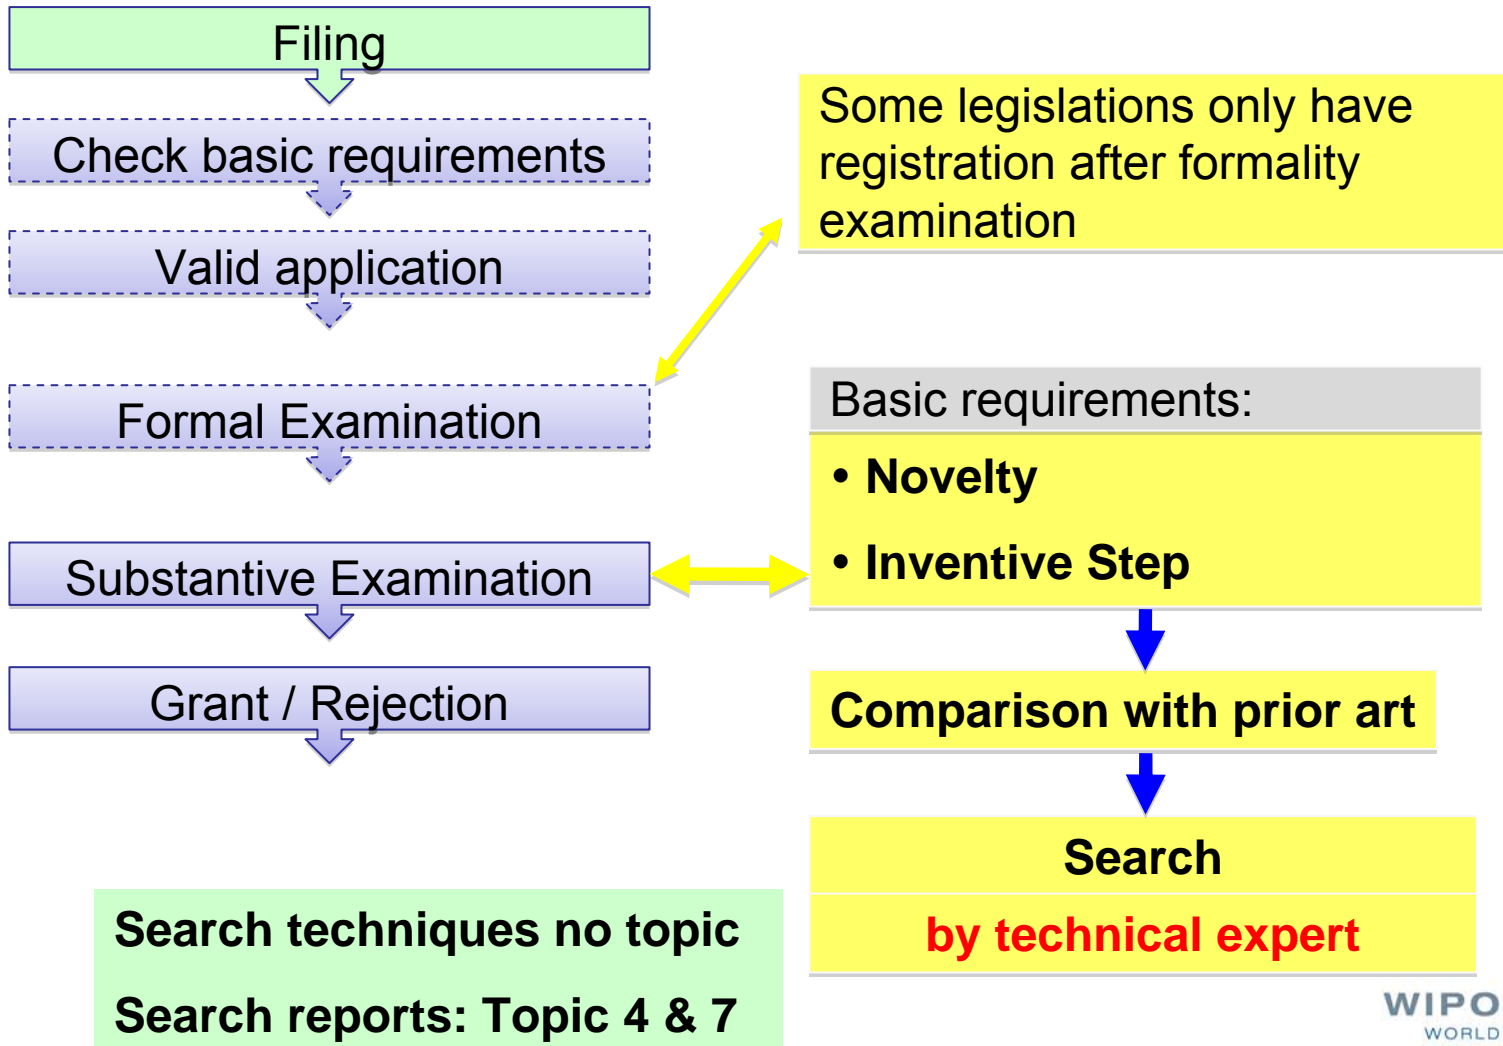 Filing
Check basic requirements
Valid application
Formal Examination
Substantive Examination
Grant / Rejection
Some legislations only have
registration after formality
examination
Basic requirements:
• Novelty
• Inventive Step
Comparison with prior art
Search
by technical expert
Search techniques no topic
Search reports: Topic 4 & 7
WIPO
WORLD